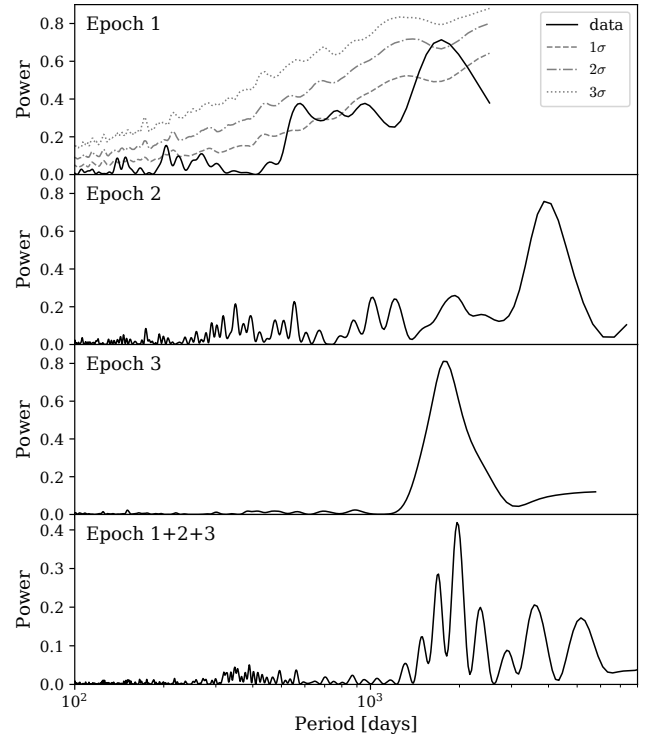 Epoch 1
data
1σ
2σ
3σ
Power
0.8
0.6
0.4
0.2
0.0
Epoch 2
Power
0.8
0.6
0.4
0.2
0.0
Epoch 3
Power
0.8
0.6
0.4
0.2
0.0
Epoch 1+2+3
Power
0.4
0.3
0.2
0.1
0.0
10² 10³
Period [days]